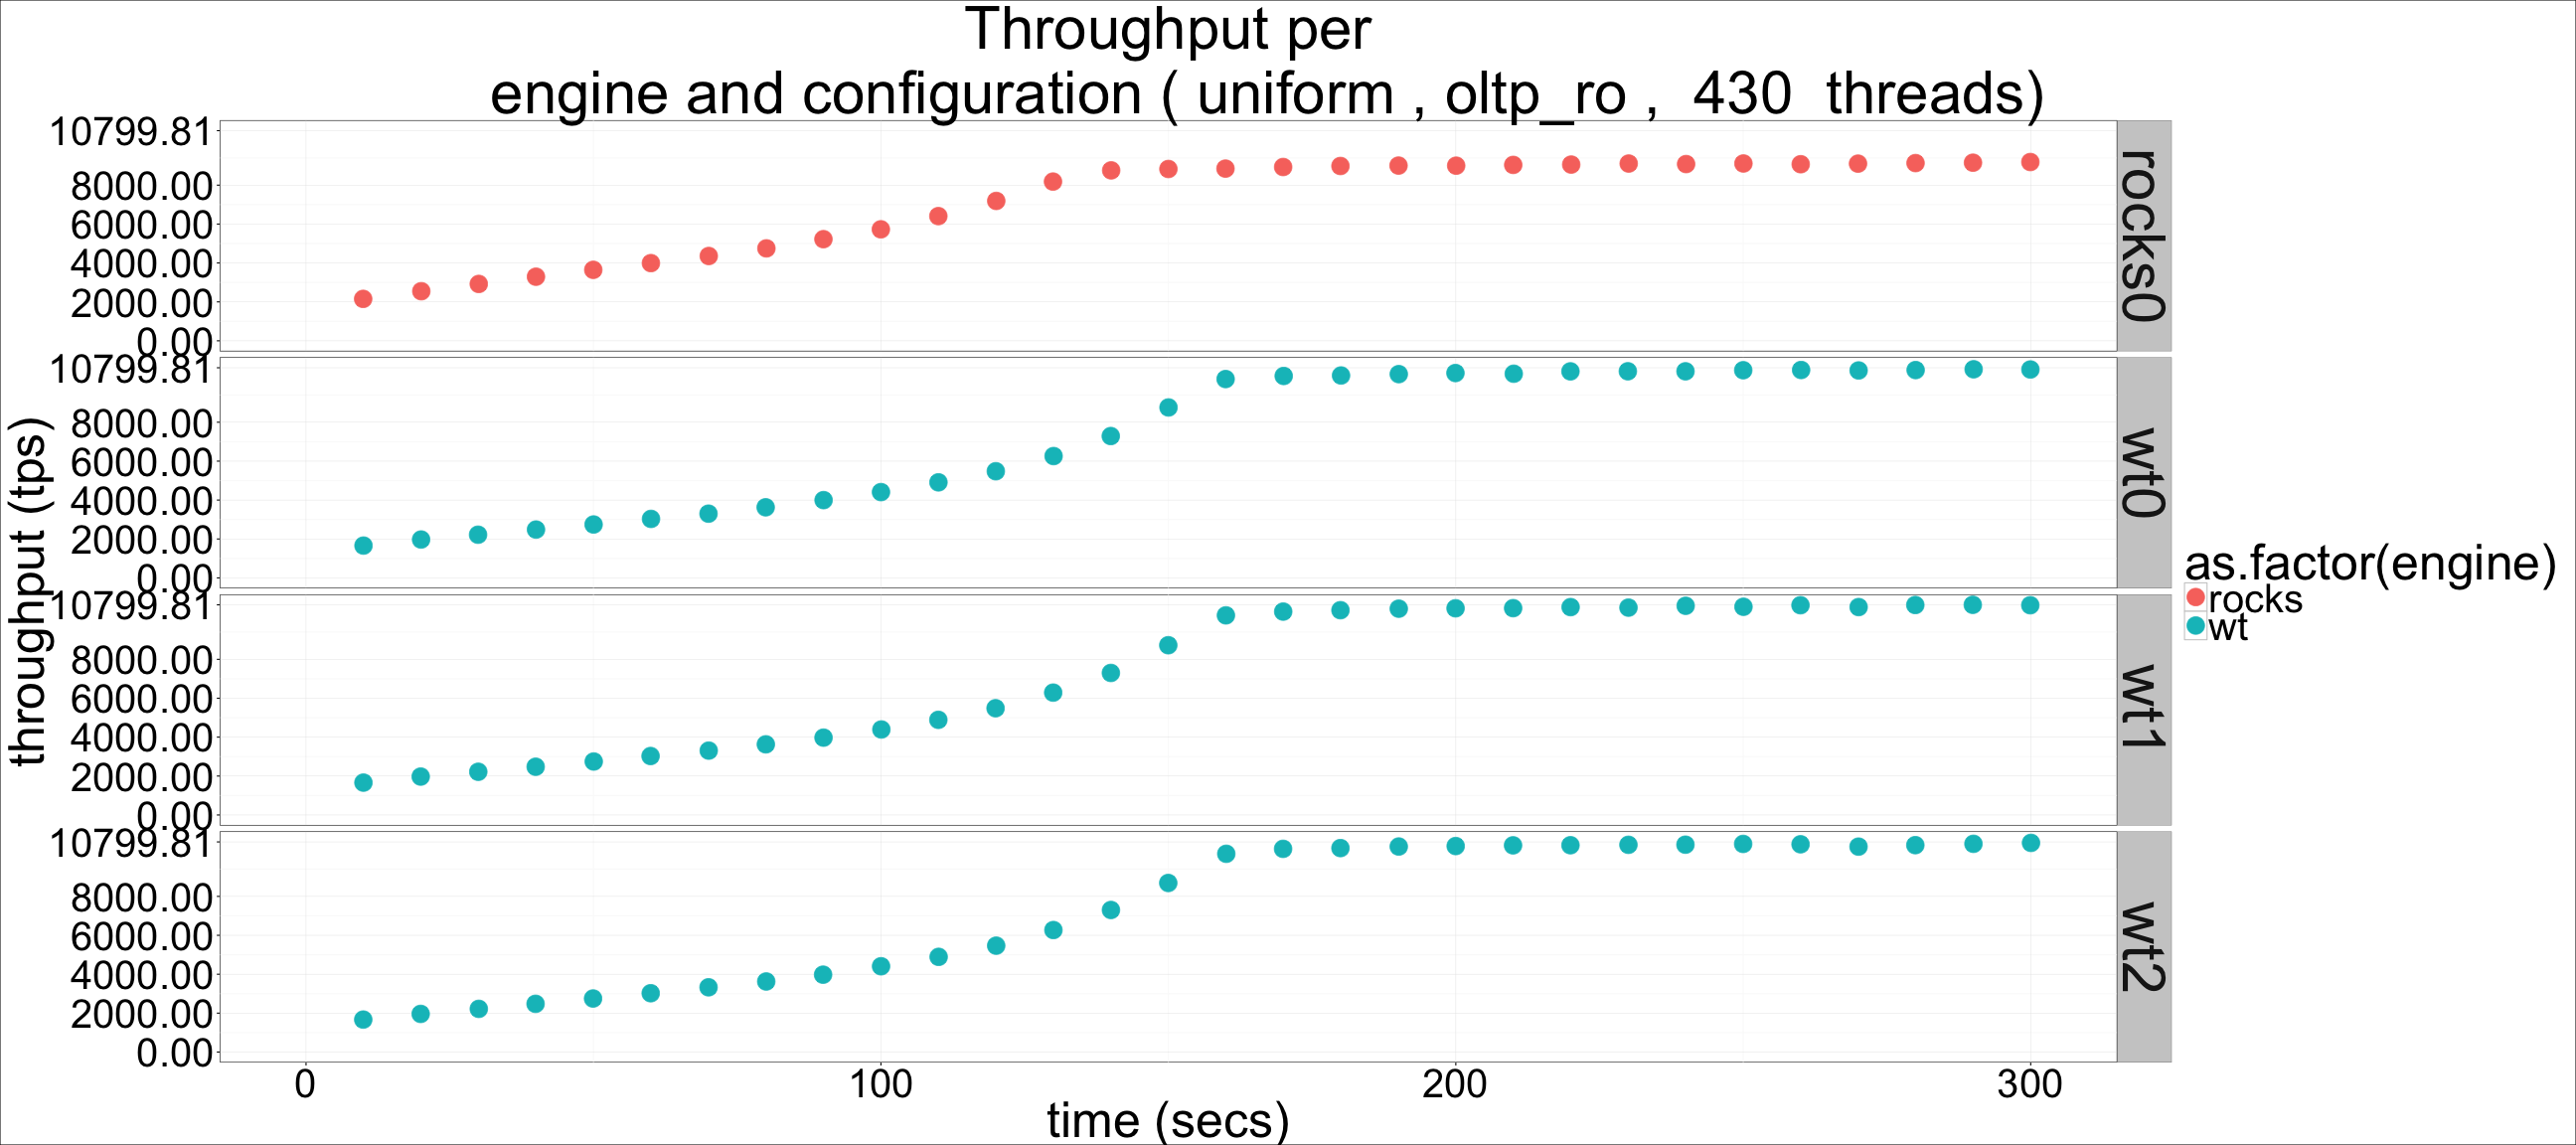 Throughput per
engine and configuration ( uniform , oltp_ro ,  430  threads)
throughput (tps)
10799.81
8000.00
6000.00
4000.00
2000.00
0.00
rocks0
10799.81
8000.00
6000.00
4000.00
2000.00
0.00
wt0
10799.81
8000.00
6000.00
4000.00
2000.00
0.00
wt1
10799.81
8000.00
6000.00
4000.00
2000.00
0.00
wt2
0 100 200 300
time (secs)
as.factor(engine)
rocks
wt